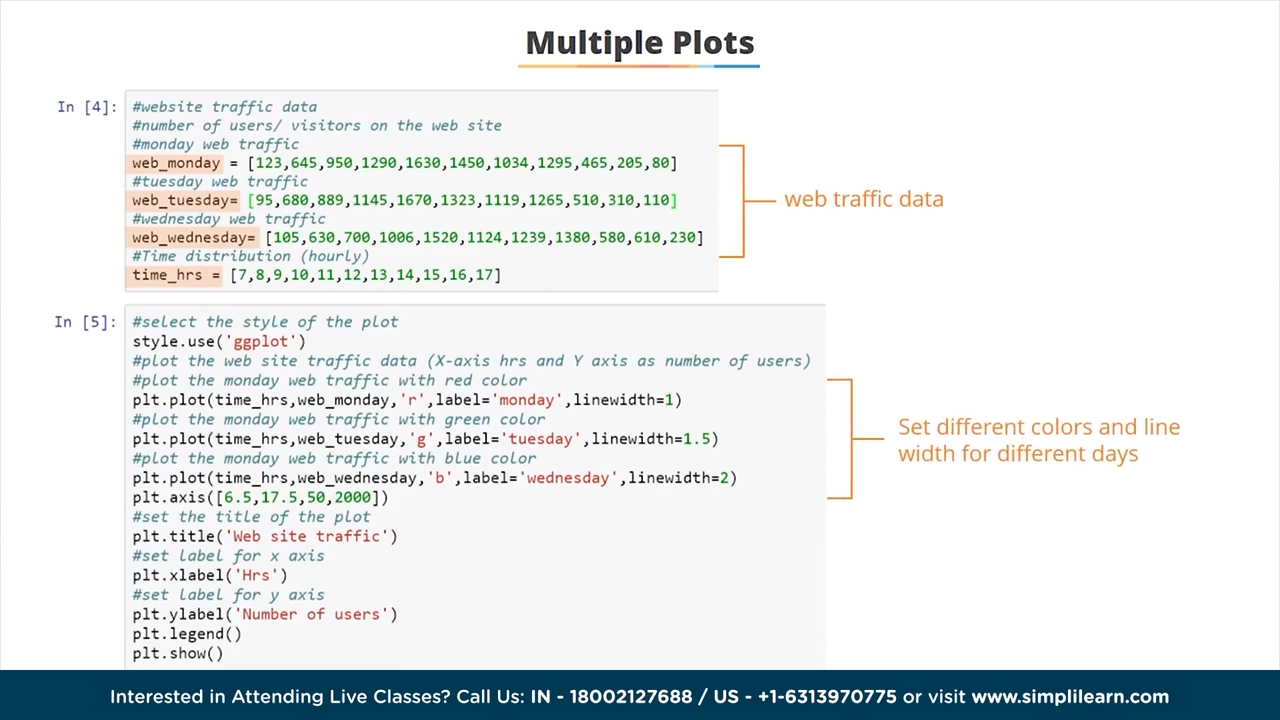 Multiple Plots
In [4]:
#website traffic data
#number of users/ visitors on the web site
#monday web traffic
web_monday = [123,645,950,1290,1630,1450,1034,1295,465,205,80]
#tuesday web traffic
web_tuesday= [95,680,889,1145,1670,1323,1119,1265,510,310,110]
#wednesday web traffic
web_wednesday= [105,630,700,1006,1520,1124,1239,1380,580,610,230]
#Time distribution (hourly)
time_hrs = [7,8,9,10,11,12,13,14,15,16,17]
web traffic data
In [5]:
#select the style of the plot
style.use('ggplot')
#plot the web site traffic data (X-axis hrs and Y axis as number of users)
#plot the monday web traffic with red color
plt.plot(time_hrs,web_monday,'r',label='monday',linewidth=1)
#plot the monday web traffic with green color
plt.plot(time_hrs,web_tuesday,'g',label='tuesday',linewidth=1.5)
#plot the monday web traffic with blue color
plt.plot(time_hrs,web_wednesday,'b',label='wednesday',linewidth=2)
plt.axis([6.5,17.5,50,2000])
#set the title of the plot
plt.title('Web site traffic')
#set label for x axis
plt.xlabel('Hrs')
#set label for y axis
plt.ylabel('Number of users')
plt.legend()
plt.show()
Set different colors and line
width for different days
Interested in Attending Live Classes? Call Us: IN - 18002127688 / US - +1-6313970775 or visit www.simplilearn.com